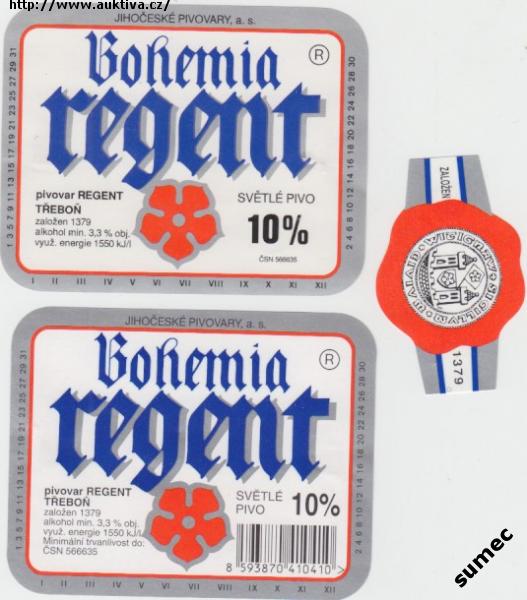 http://www.auktiva.cz/
JIHOČESKÉ PIVOVARY, a. s.
Bohemia
regent
®
pivovar REGENT
TŘEBOŇ
založen 1379
alkohol min. 3,3 % obj.
využ. energie 1550 kJ/l
SVĚTLÉ PIVO
10%
ČSN 566635
1 3 5 7 9 11 13 15 17 19 21 23 25 27 29 31
2 4 6 8 10 12 14 16 18 20 22 24 26 28 30
I II III IV V VI VII VIII IX X XI XII
ZALOŽEN
1379
JIHOČESKÉ PIVOVARY, a. s.
Bohemia
regent
®
pivovar REGENT
TŘEBOŇ
založen 1379
alkohol min. 3,3 % obj.
využ. energie 1550 kJ/l
Minimální trvanlivost do:
ČSN 566635
SVĚTLÉ
PIVO
10%
8 593870 410410 >
1 3 5 7 9 11 13 15 17 19 21 23 25 27 29 31
2 4 6 8 10 12 14 16 18 20 22 24 26 28 30
I II III IV V VI VII VIII IX X XI XII
sumec